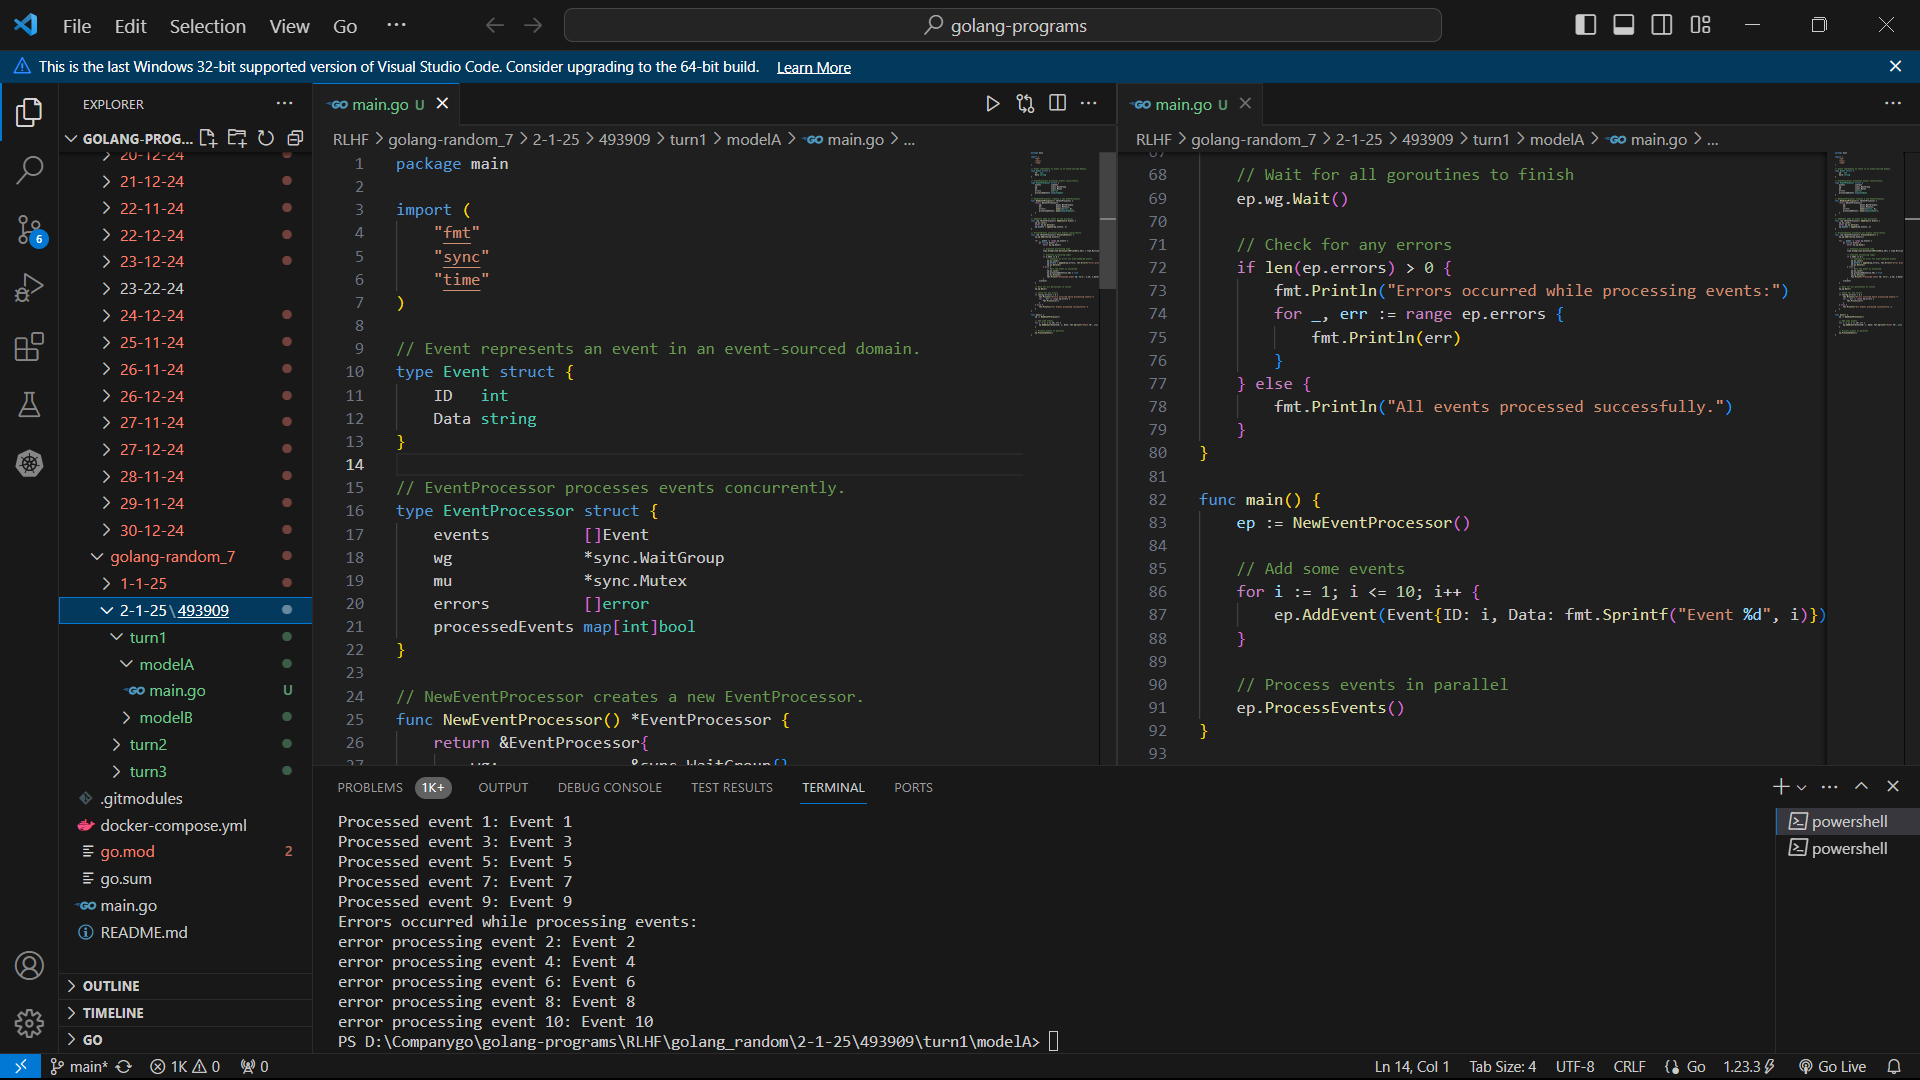 File Edit Selection View Go ···
golang-programs
This is the last Windows 32-bit supported version of Visual Studio Code. Consider upgrading to the 64-bit build. Learn More
EXPLORER
GOLANG-PROG...
20-12-24
21-12-24
22-11-24
22-12-24
23-12-24
23-22-24
24-12-24
25-11-24
26-11-24
26-12-24
27-11-24
27-12-24
28-11-24
29-11-24
30-12-24
golang-random_7
1-1-25
2-1-25\493909
turn1
modelA
main.go U
modelB
turn2
turn3
.gitmodules
docker-compose.yml
go.mod 2
go.sum
main.go
README.md
OUTLINE
TIMELINE
GO
6
main.go U
RLHF > golang-random_7 > 2-1-25 > 493909 > turn1 > modelA > main.go > ...
1 package main
2
3 import (
4 "fmt"
5 "sync"
6 "time"
7 )
8
9 // Event represents an event in an event-sourced domain.
10 type Event struct {
11 ID int
12 Data string
13 }
14
15 // EventProcessor processes events concurrently.
16 type EventProcessor struct {
17 events []Event
18 wg *sync.WaitGroup
19 mu *sync.Mutex
20 errors []error
21 processedEvents map[int]bool
22 }
23
24 // NewEventProcessor creates a new EventProcessor.
25 func NewEventProcessor() *EventProcessor {
26 return &EventProcessor{
27 wg: &sync.WaitGroup{}
main.go U
RLHF > golang-random_7 > 2-1-25 > 493909 > turn1 > modelA > main.go > ...
67
68 // Wait for all goroutines to finish
69 ep.wg.Wait()
70
71 // Check for any errors
72 if len(ep.errors) > 0 {
73 fmt.Println("Errors occurred while processing events:")
74 for _, err := range ep.errors {
75 fmt.Println(err)
76 }
77 } else {
78 fmt.Println("All events processed successfully.")
79 }
80 }
81
82 func main() {
83 ep := NewEventProcessor()
84
85 // Add some events
86 for i := 1; i <= 10; i++ {
87 ep.AddEvent(Event{ID: i, Data: fmt.Sprintf("Event %d", i)})
88 }
89
90 // Process events in parallel
91 ep.ProcessEvents()
92 }
93
PROBLEMS 1K+ OUTPUT DEBUG CONSOLE TEST RESULTS TERMINAL PORTS
Processed event 1: Event 1
Processed event 3: Event 3
Processed event 5: Event 5
Processed event 7: Event 7
Processed event 9: Event 9
Errors occurred while processing events:
error processing event 2: Event 2
error processing event 4: Event 4
error processing event 6: Event 6
error processing event 8: Event 8
error processing event 10: Event 10
PS D:\Companygo\golang-programs\RLHF\golang_random\2-1-25\493909\turn1\modelA>
powershell
powershell
main* 1K 0 0 Ln 14, Col 1 Tab Size: 4 UTF-8 CRLF Go 1.23.3 Go Live